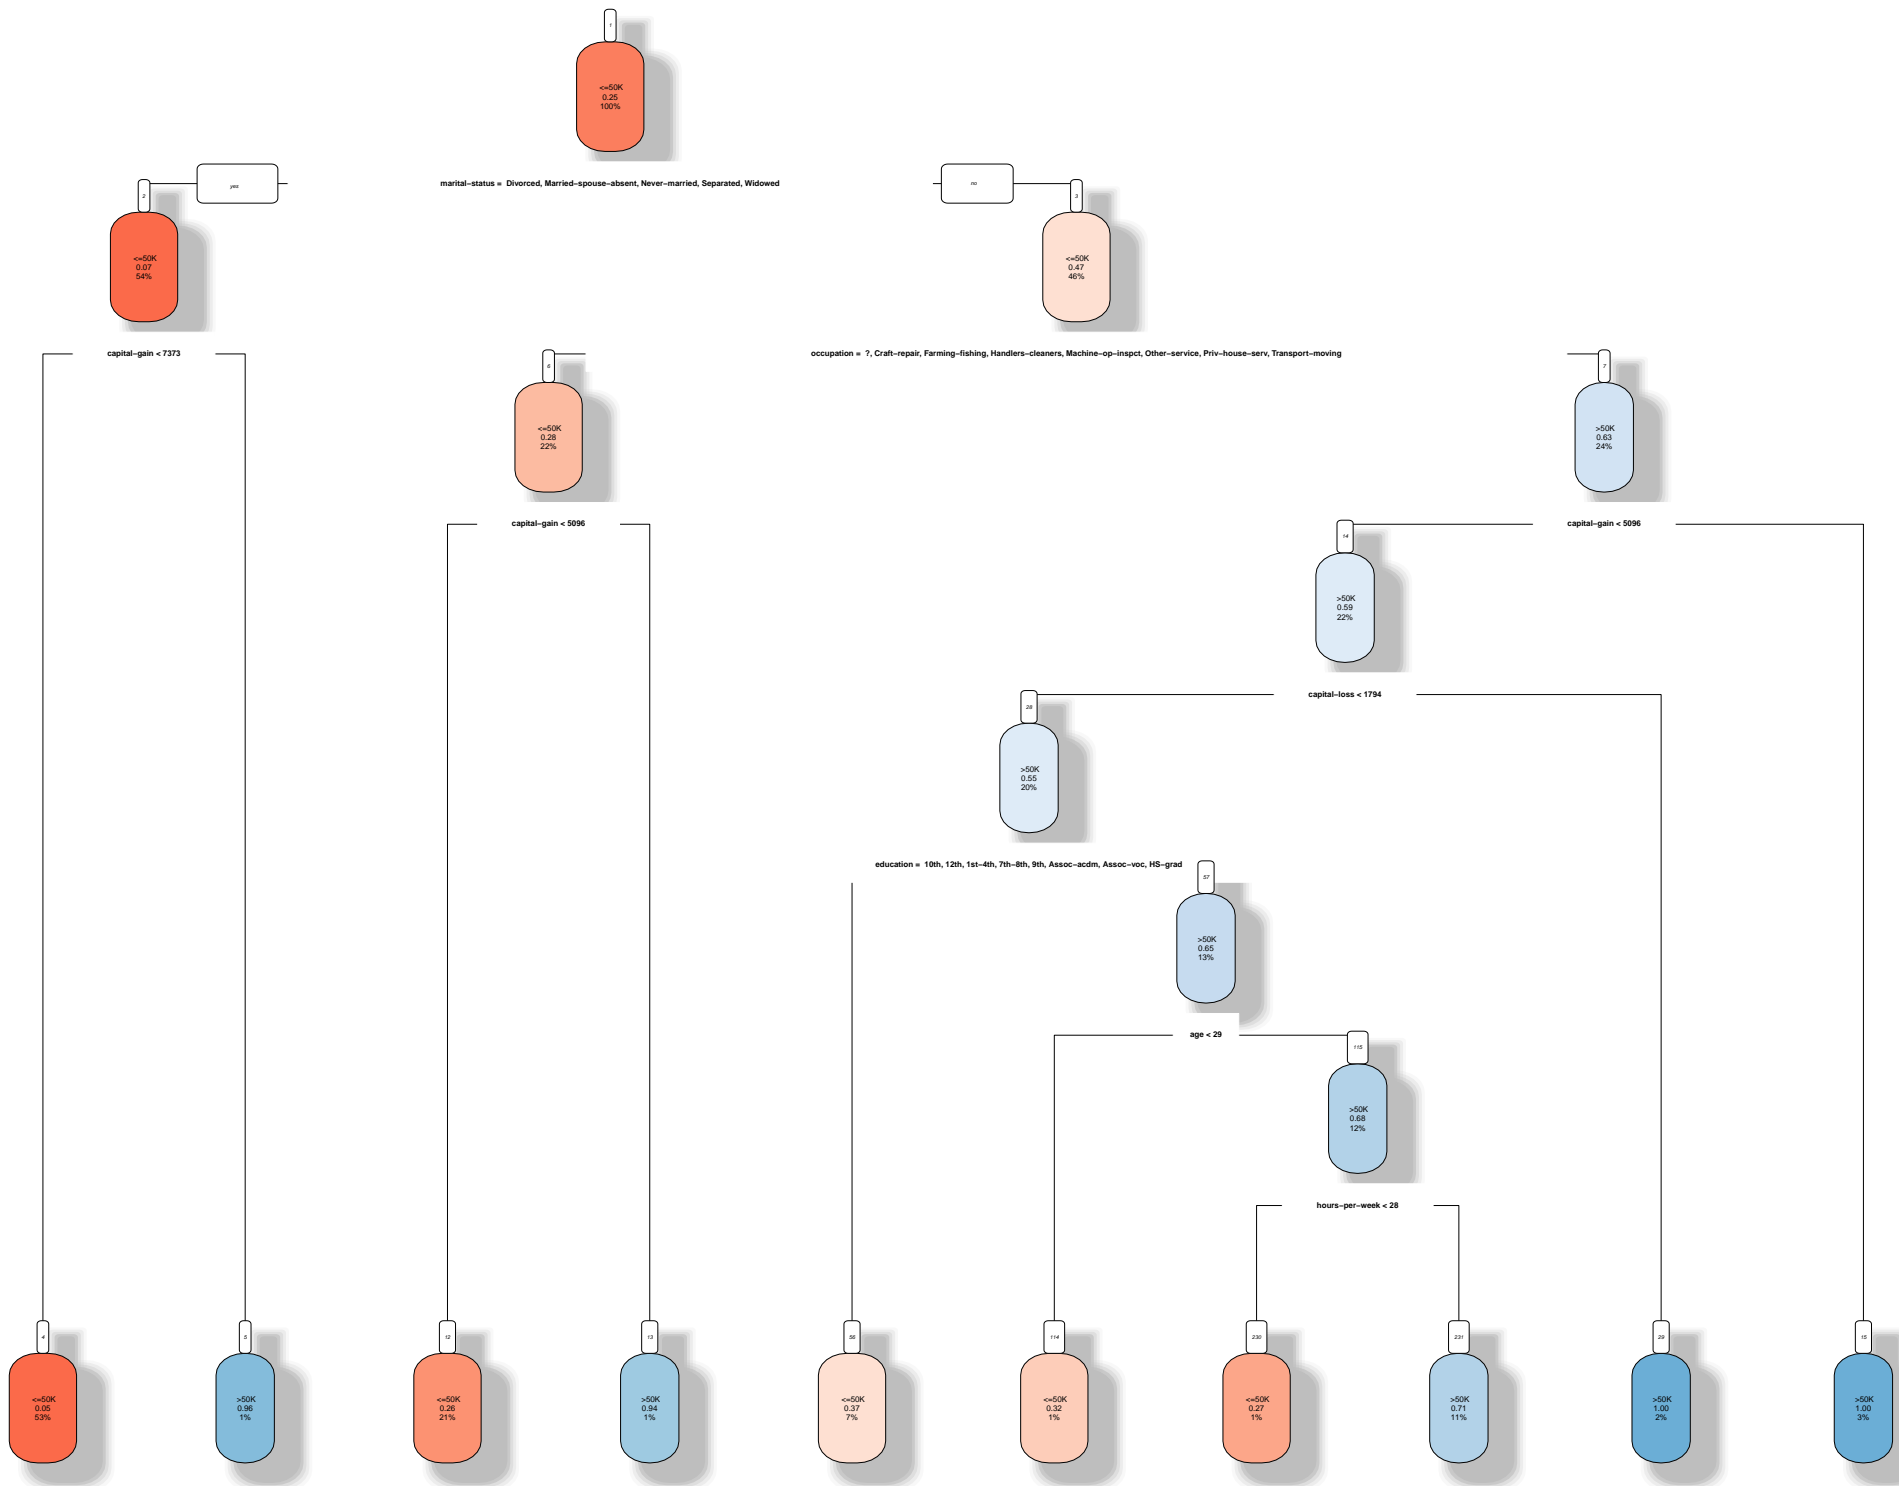 1
<=50K
0.25
100%
yes
marital−status = Divorced, Married−spouse−absent, Never−married, Separated, Widowed
no
2
<=50K
0.07
54%
3
<=50K
0.47
46%
capital−gain < 7373
occupation = ?, Craft−repair, Farming−fishing, Handlers−cleaners, Machine−op−inspct, Other−service, Priv−house−serv, Transport−moving
6
<=50K
0.28
22%
7
>50K
0.63
24%
capital−gain < 5096
capital−gain < 5096
14
>50K
0.59
22%
capital−loss < 1794
28
>50K
0.55
20%
education = 10th, 12th, 1st−4th, 7th−8th, 9th, Assoc−acdm, Assoc−voc, HS−grad
57
>50K
0.65
13%
age < 29
115
>50K
0.68
12%
hours−per−week < 28
4
<=50K
0.05
53%
5
>50K
0.96
1%
12
<=50K
0.26
21%
13
>50K
0.94
1%
56
<=50K
0.37
7%
114
<=50K
0.32
1%
230
<=50K
0.27
1%
231
>50K
0.71
11%
29
>50K
1.00
2%
15
>50K
1.00
3%